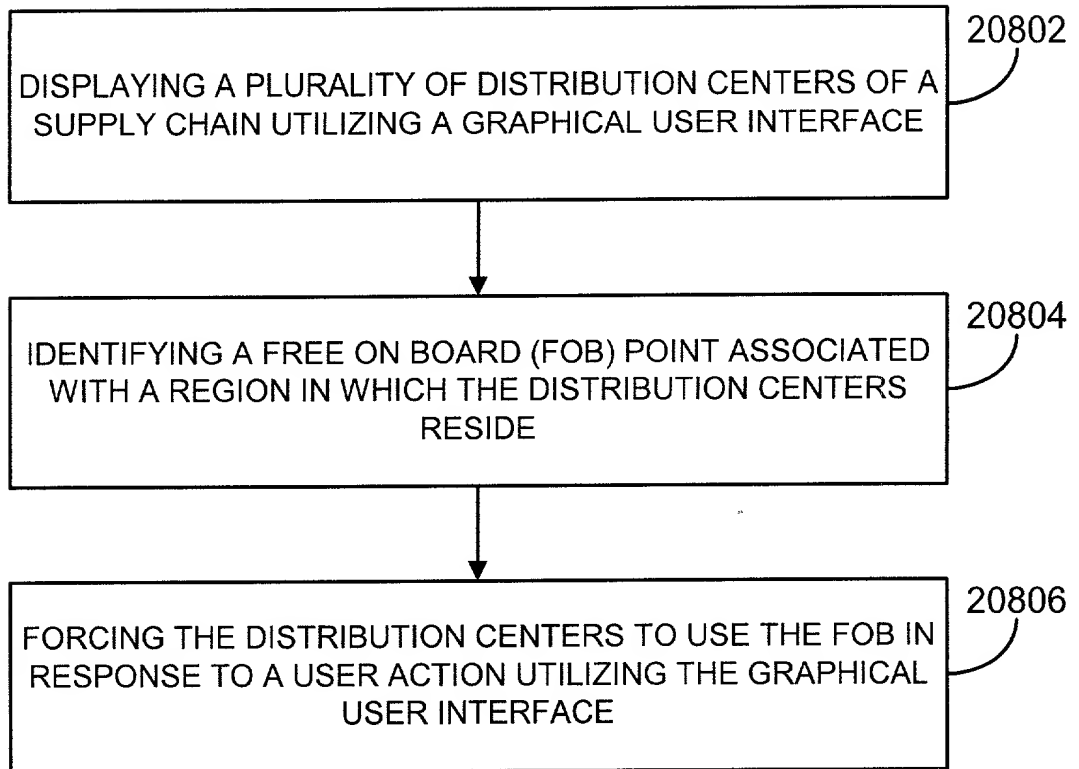 20802
DISPLAYING A PLURALITY OF DISTRIBUTION CENTERS OF A
SUPPLY CHAIN UTILIZING A GRAPHICAL USER INTERFACE
20804
IDENTIFYING A FREE ON BOARD (FOB) POINT ASSOCIATED
WITH A REGION IN WHICH THE DISTRIBUTION CENTERS
RESIDE
20806
FORCING THE DISTRIBUTION CENTERS TO USE THE FOB IN
RESPONSE TO A USER ACTION UTILIZING THE GRAPHICAL
USER INTERFACE